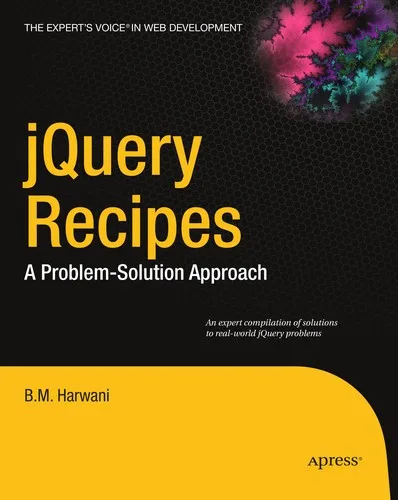 THE EXPERT'S VOICE® IN WEB DEVELOPMENT
jQuery
Recipes
A Problem-Solution Approach
An expert compilation of solutions
to real-world jQuery problems
B.M. Harwani
Apress®